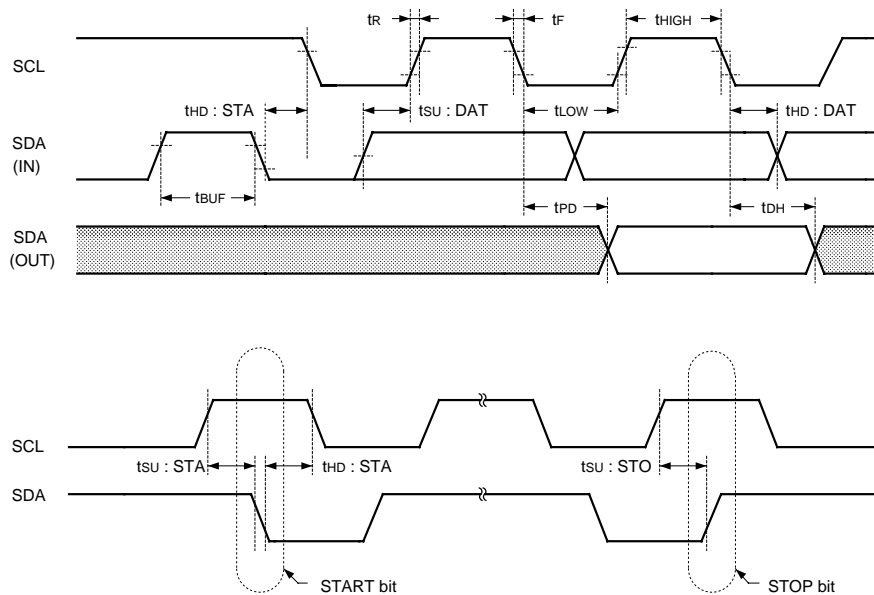 tR tF tHIGH
SCL
tHD : STA tSU : DAT tLOW tHD : DAT
SDA
(IN)
tBUF
tPD tDH
SDA
(OUT)
SCL
tSU : STA tHD : STA tSU : STO
SDA
START bit STOP bit